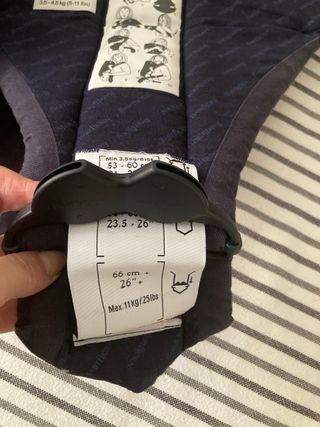 3,5 - 4,5 kg (8-11 lbs)
Min 3.5kg/8lbs
53 - 60
23.5 - 26"
66 cm +
26" +
Max. 11kg/25lbs